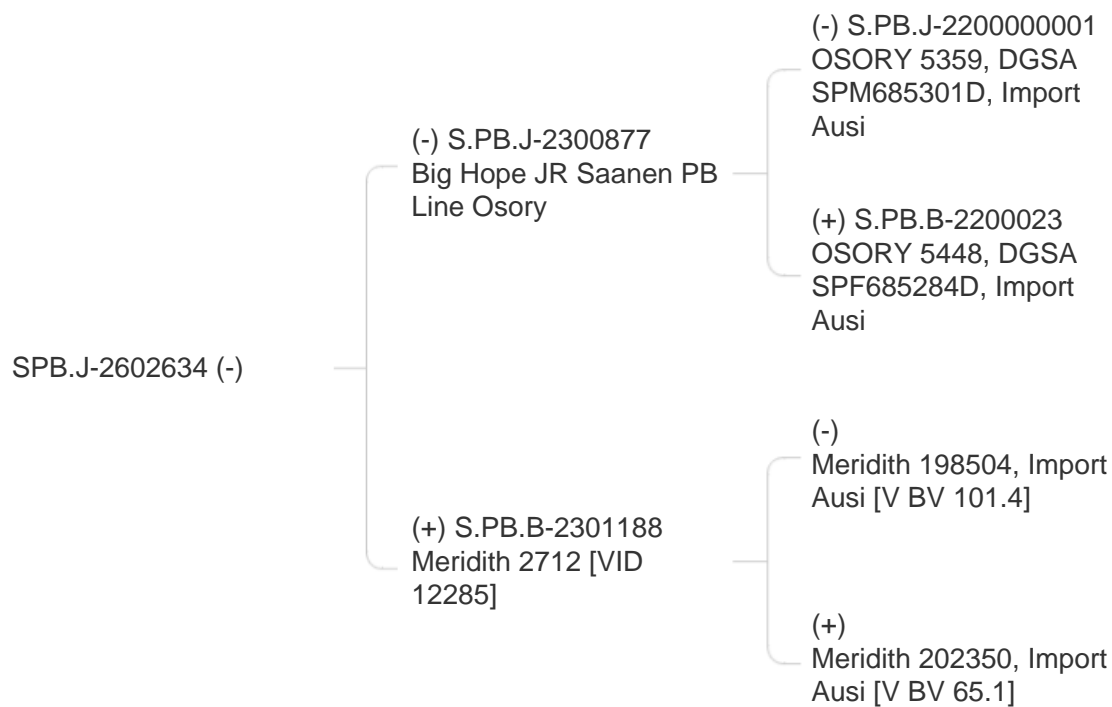 (-) S.PB.J-2200000001
OSORY 5359, DGSA
SPM685301D, Import
Ausi
(-) S.PB.J-2300877
Big Hope JR Saanen PB
Line Osory
(+) S.PB.B-2200023
OSORY 5448, DGSA
SPF685284D, Import
Ausi
SPB.J-2602634 (-)
(-)
Meridith 198504, Import
Ausi [V BV 101.4]
(+) S.PB.B-2301188
Meridith 2712 [VID
12285]
(+)
Meridith 202350, Import
Ausi [V BV 65.1]